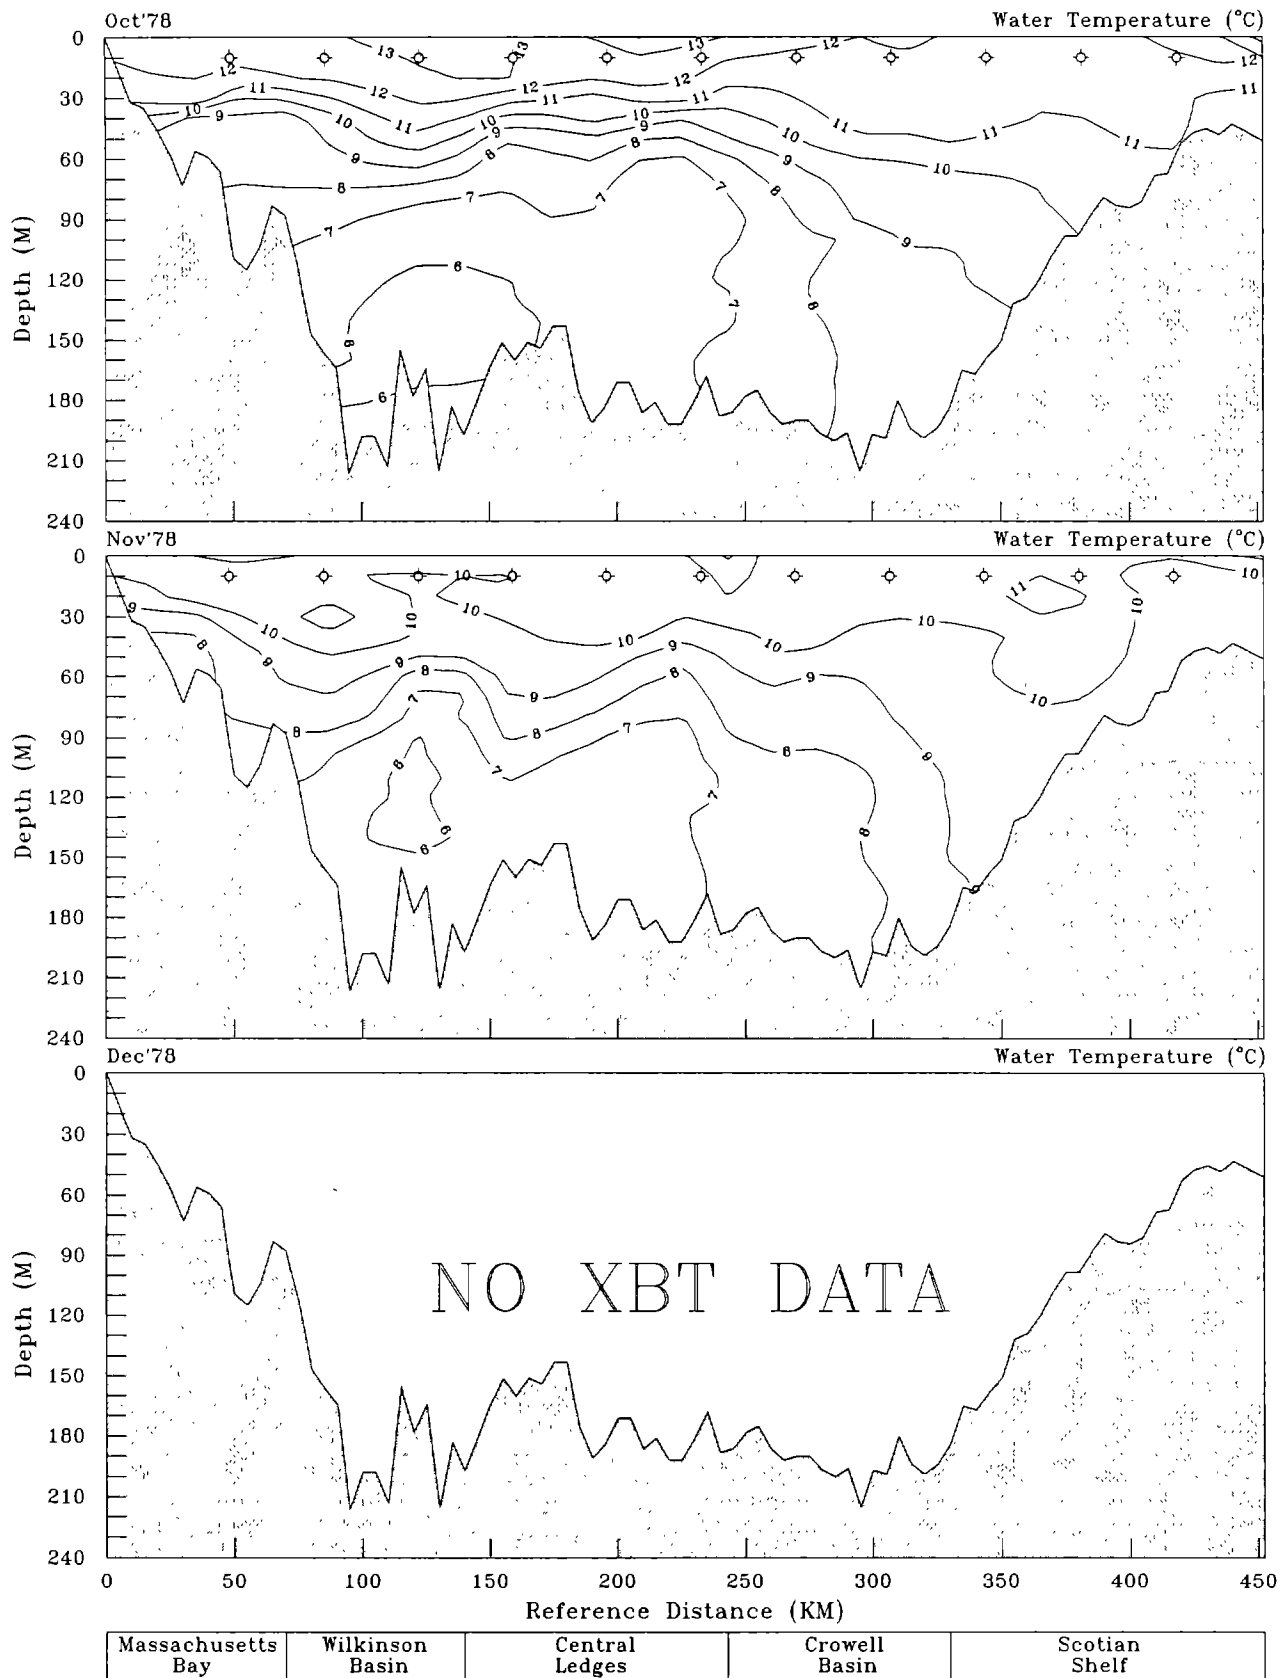 Oct'78 Water Temperature (°C)
0
30
60
90
120
150
180
210
240
Depth (M)
13 13 13 12 12
12 12 12 12
11 11 11 11 11 11 11 11
10 10 10 10 10 10
9 9 9 9 9 9
8 8 8 8 8
7 7 7 7 7
6 6
Nov'78 Water Temperature (°C)
0
30
60
90
120
150
180
210
240
Depth (M)
10 10 10 10 10 10 10 10 10
11
9 9 9 9 9 9 9 9
8 8 8 8 8 8
7 7 7 7
6 6 6
Dec'78 Water Temperature (°C)
0
30
60
90
120
150
180
210
240
Depth (M)
NO XBT DATA
0 50 100 150 200 250 300 350 400 450
Reference Distance (KM)
Massachusetts Bay
Wilkinson Basin
Central Ledges
Crowell Basin
Scotian Shelf